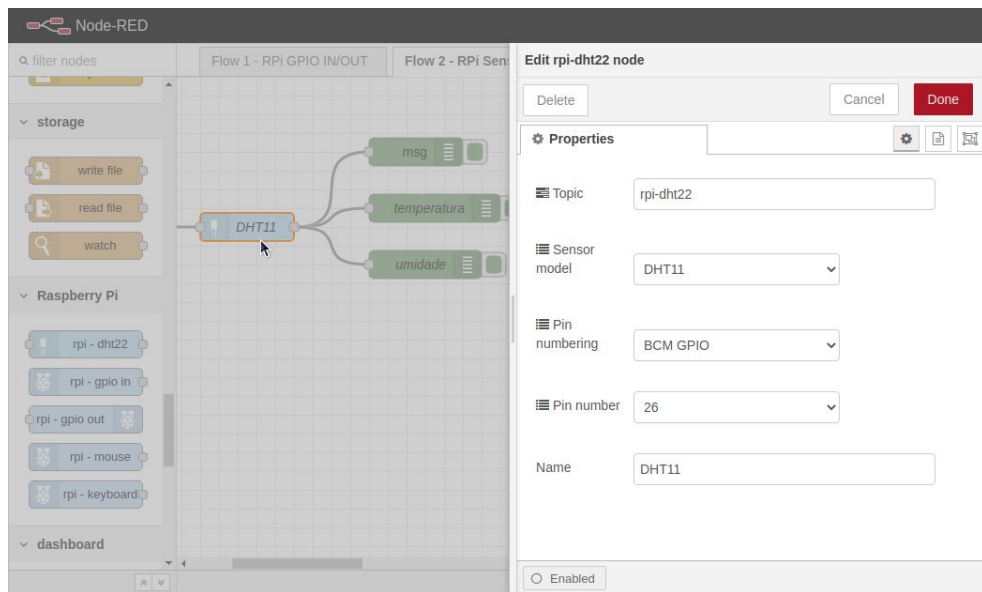 Node-RED
filter nodes
Flow 1 - RPi GPIO IN/OUT
Flow 2 - RPi Sen
storage
write file
read file
watch
Raspberry Pi
rpi - dht22
rpi - gpio in
rpi - gpio out
rpi - mouse
rpi - keyboard
dashboard
DHT11
msg
temperatura
umidade
Edit rpi-dht22 node
Delete
Cancel
Done
Properties
Topic
rpi-dht22
Sensor
model
DHT11
Pin
numbering
BCM GPIO
Pin number
26
Name
DHT11
Enabled